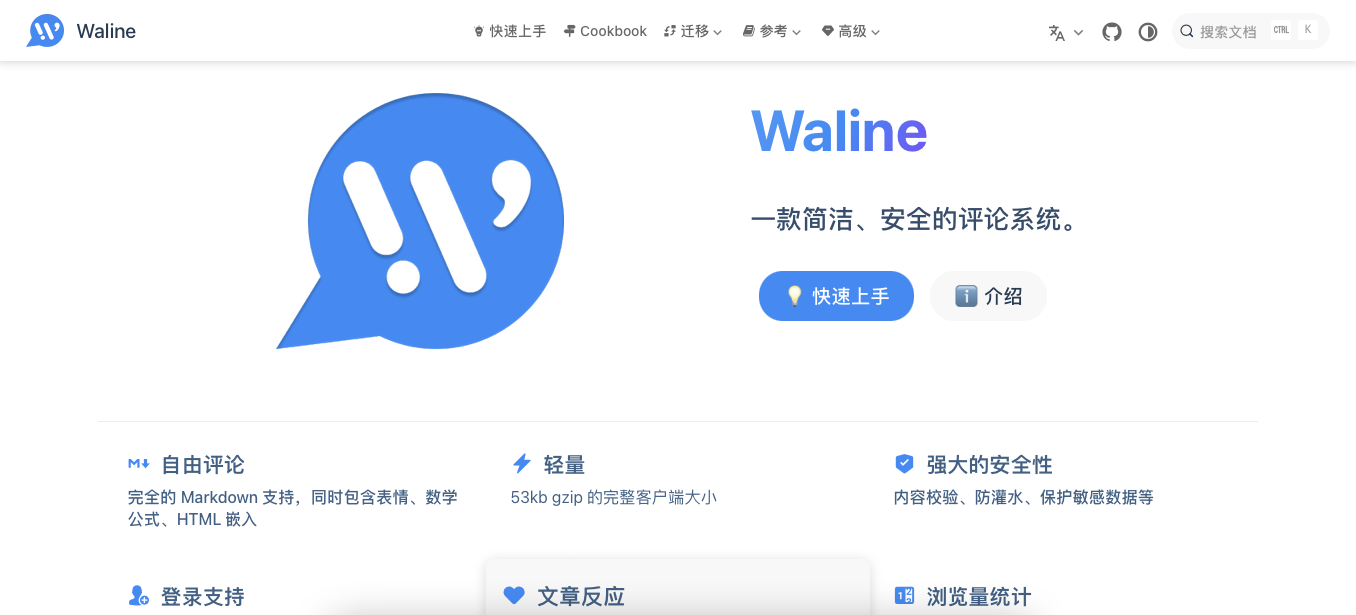 Waline
快速上手 Cookbook 迁移 参考 高级
搜索文档 CTRL K
Waline
一款简洁、安全的评论系统。
快速上手 介绍
自由评论
完全的 Markdown 支持，同时包含表情、数学
公式、HTML 嵌入
轻量
53kb gzip 的完整客户端大小
强大的安全性
内容校验、防灌水、保护敏感数据等
登录支持
文章反应
浏览量统计